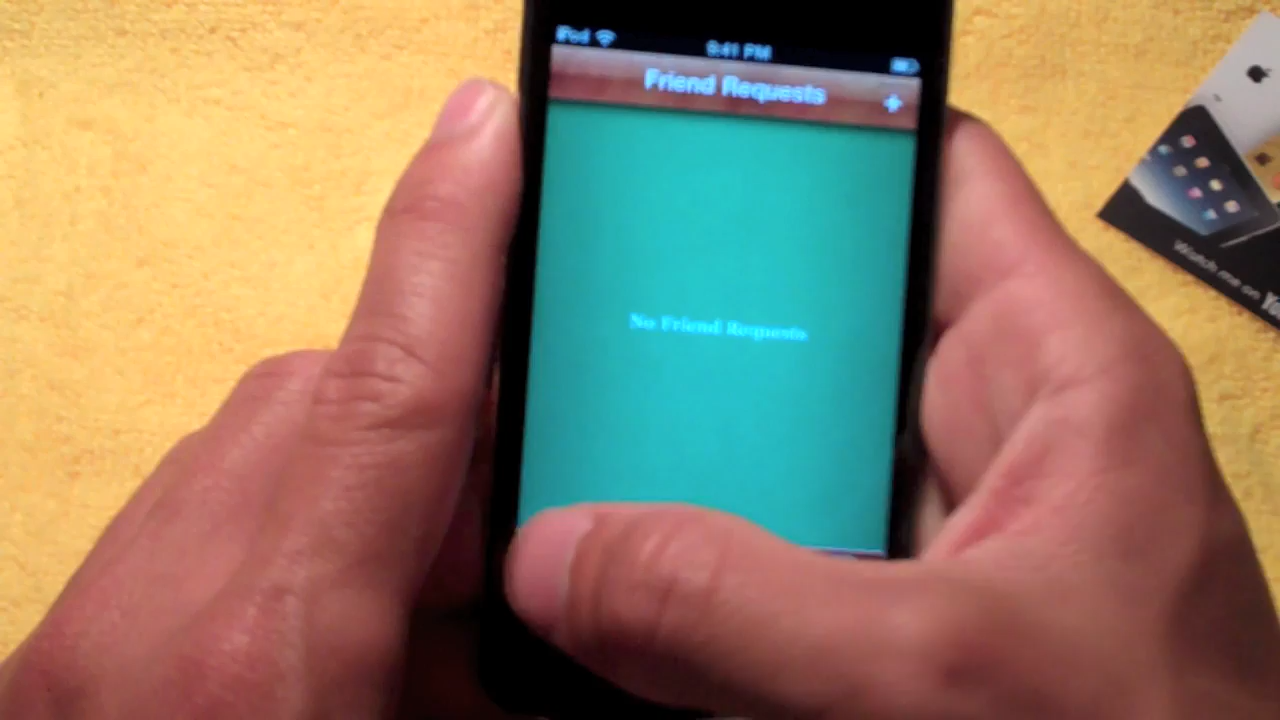 iPod 9:41 PM
Friend Requests +
No Friend Requests
Watch me on